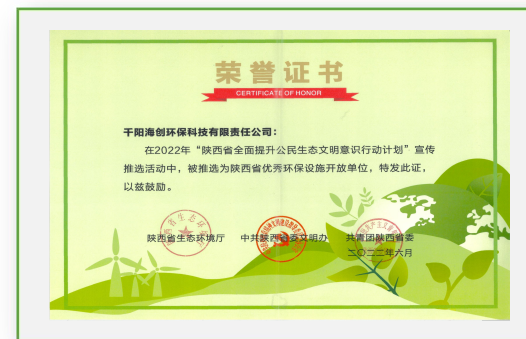 荣誉证书
CERTIFICATE OF HONOR
千阳海创环保科技有限责任公司：
在2022年“陕西省全面提升公民生态文明意识行动计划”宣传
推选活动中，被推选为陕西省优秀环保设施开放单位，特发此证，
以兹鼓励。
陕西省生态环境厅 中共陕西省委文明办 共青团陕西省委
二〇二二年六月